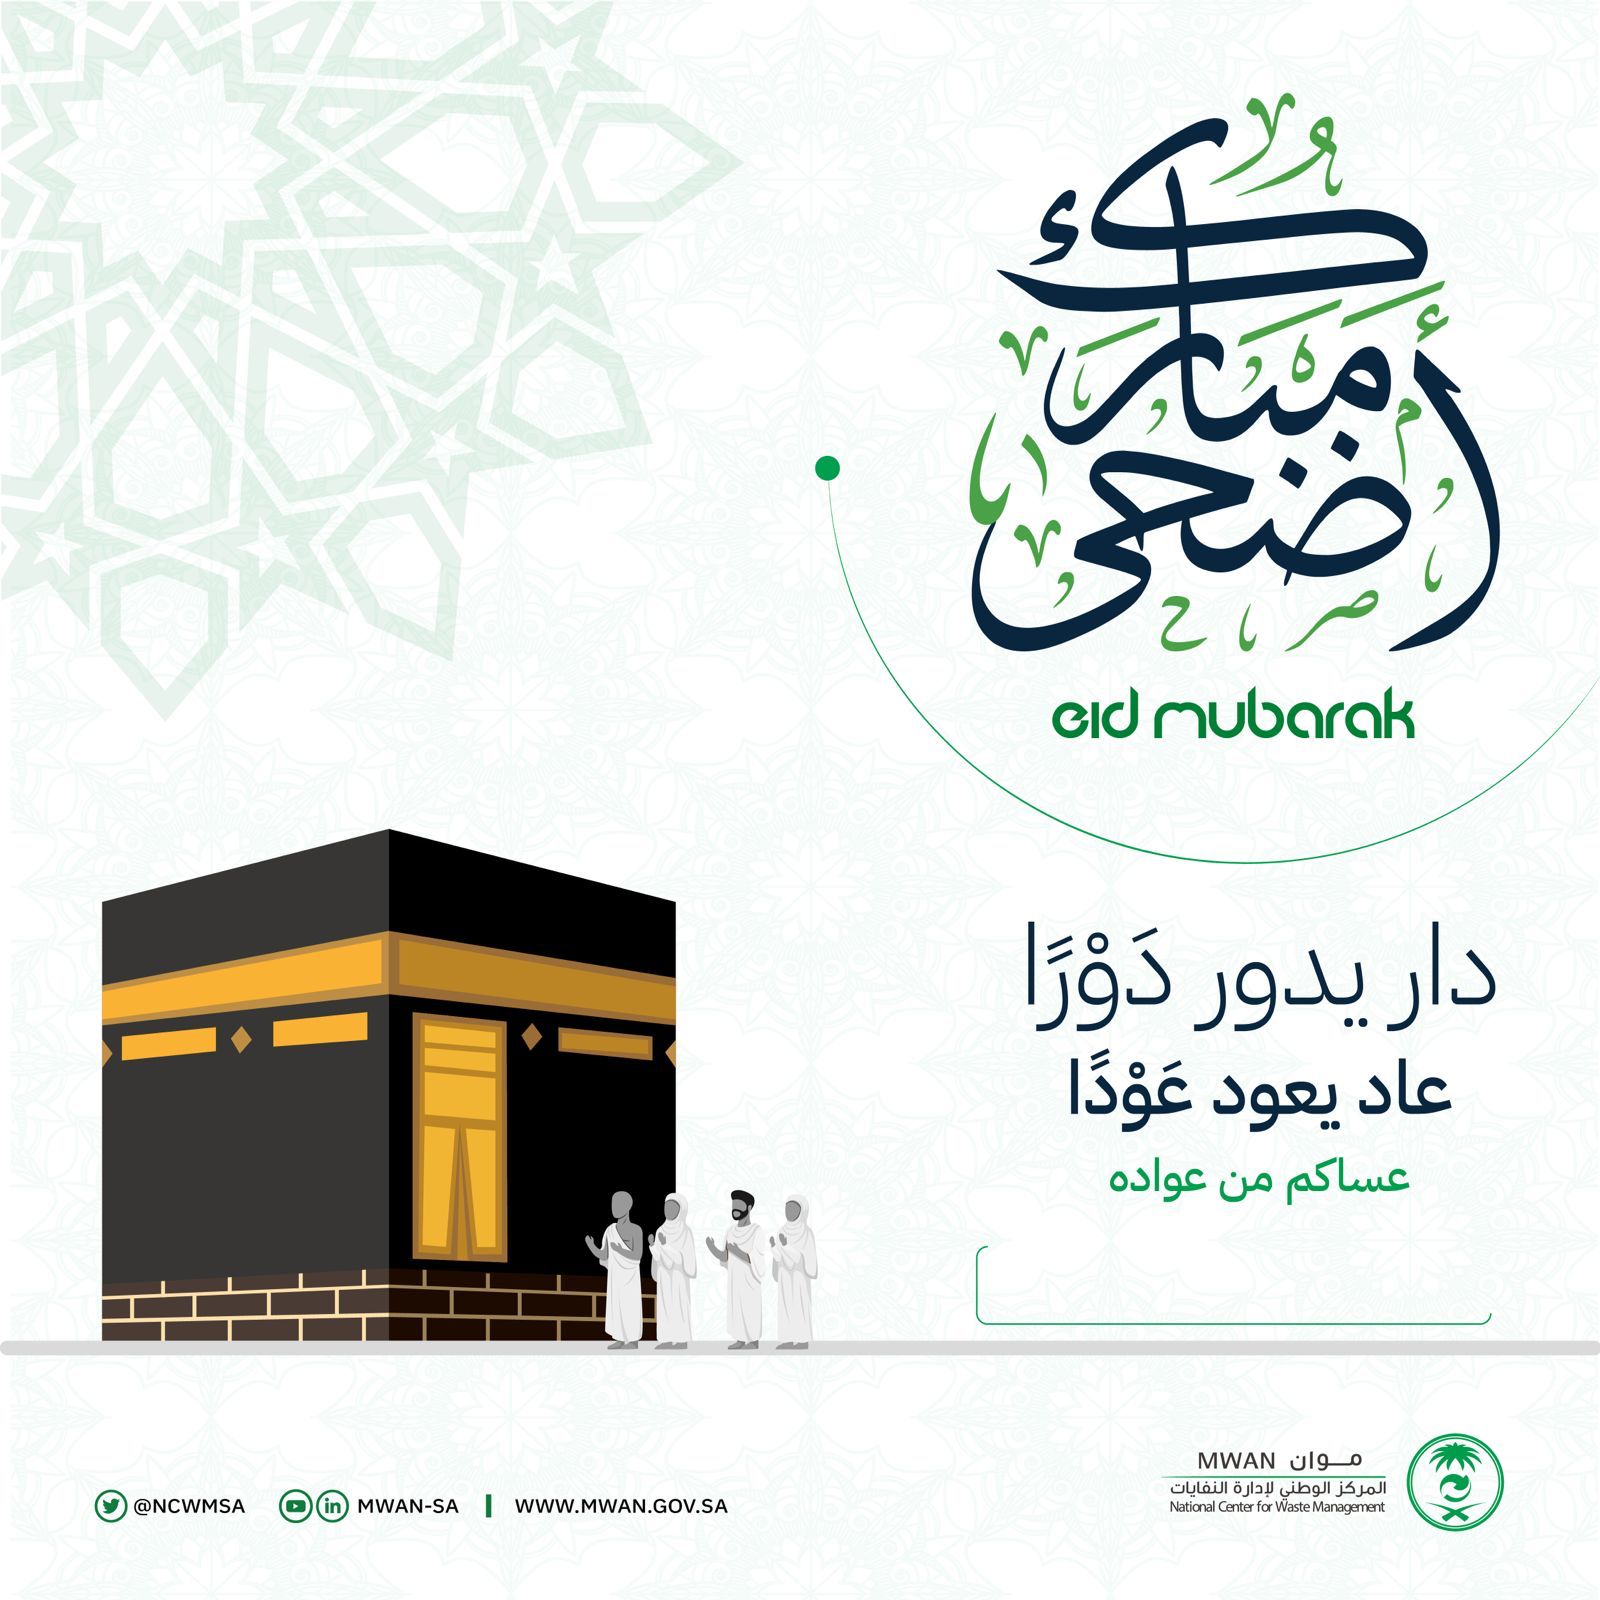 أضحى مبارك
eid mubarak
دار يدور دَوْرًا
عاد يعود عَوْدًا
عساكم من عواده
MWAN مــوان
المركز الوطني لإدارة النفايات
National Center for Waste Management
@NCWMSA MWAN-SA | WWW.MWAN.GOV.SA